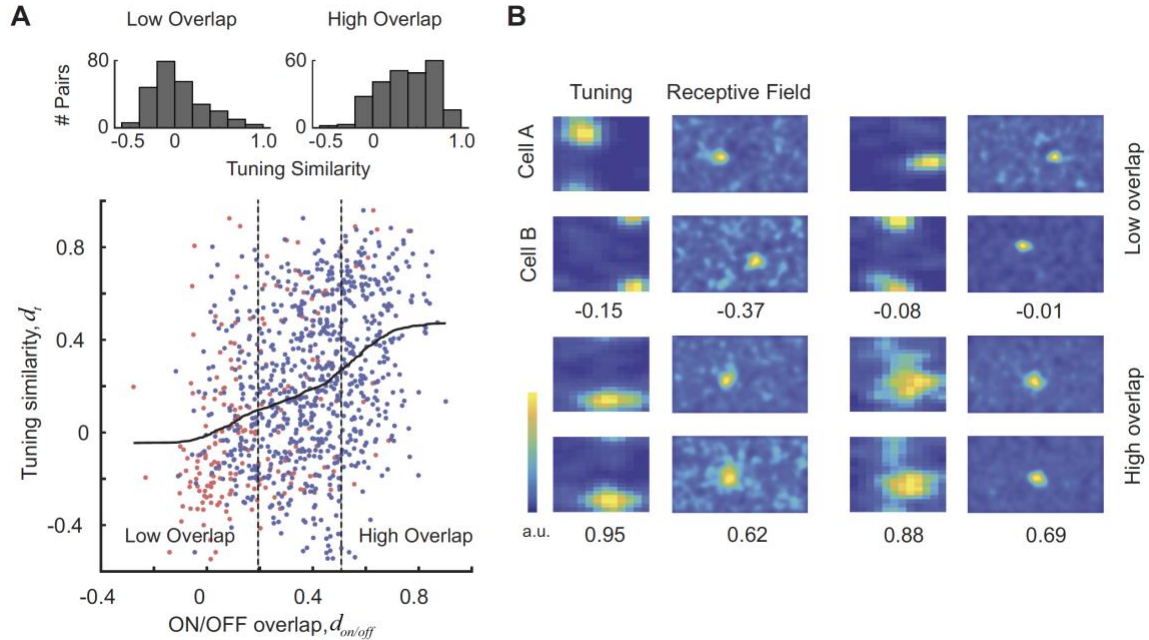 A
Low Overlap
High Overlap
# Pairs
80
0
-0.5
0
1.0
60
0
-0.5
0
1.0
Tuning Similarity
Tuning similarity, dt
0.8
0.4
0
-0.4
Low Overlap
High Overlap
-0.4
0
0.4
0.8
ON/OFF overlap, don/off
B
Tuning
Receptive Field
Cell A
Cell B
Low overlap
-0.15
-0.37
-0.08
-0.01
High overlap
a.u.
0.95
0.62
0.88
0.69